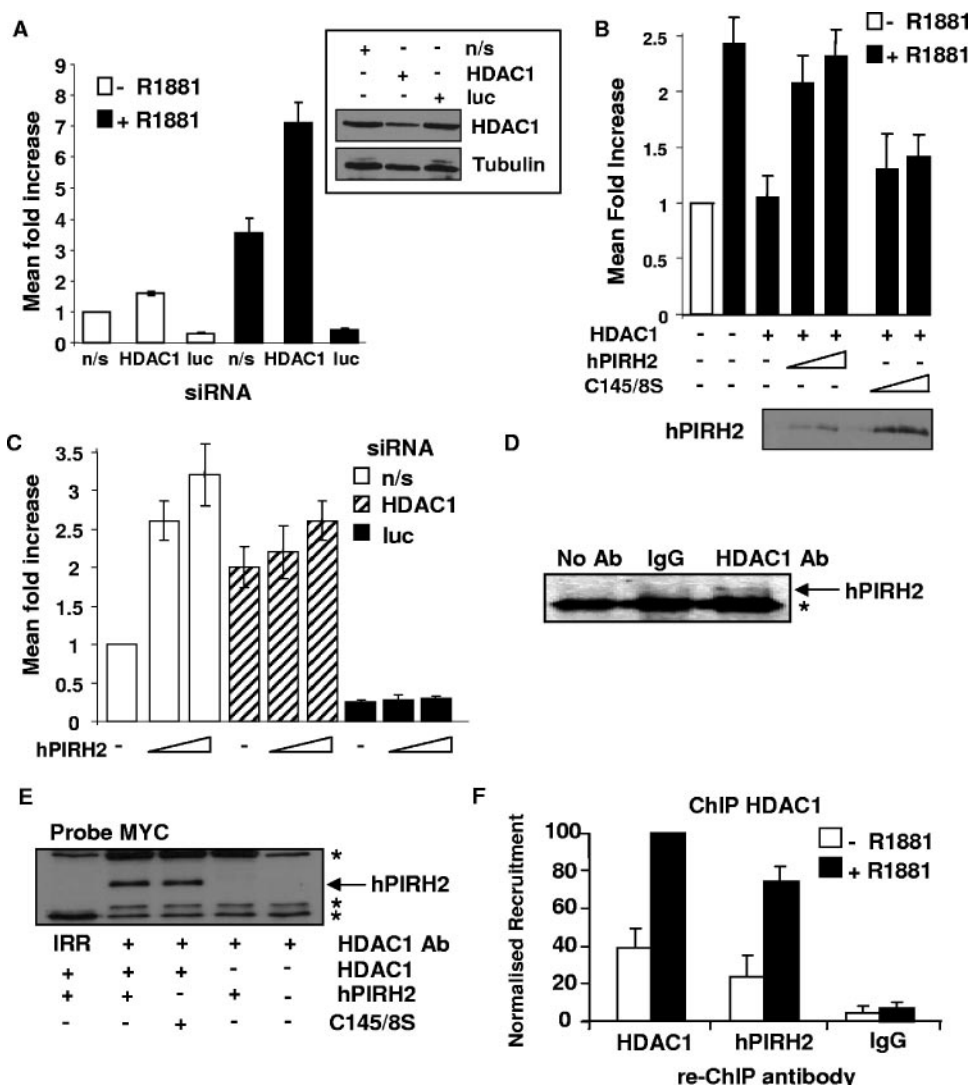 A
- R1881
+ R1881
Mean fold increase
9
8
7
6
5
4
3
2
1
0
n/s HDAC1 luc n/s HDAC1 luc
siRNA
+ - - n/s
- + - HDAC1
- - + luc
HDAC1
Tubulin
B
- R1881
+ R1881
Mean Fold Increase
2.5
2
1.5
1
0.5
0
HDAC1 - - + + + + +
hPIRH2 - - - - -
C145/8S - - - - -
hPIRH2
C
siRNA
n/s
HDAC1
luc
Mean fold increase
3.5
3
2.5
2
1.5
1
0.5
0
hPIRH2 - - -
D
No Ab IgG HDAC1 Ab
hPIRH2
*
E
Probe MYC
*
hPIRH2
*
*
IRR + + + + HDAC1 Ab
+ + + - - HDAC1
+ + - + - hPIRH2
- - + - - C145/8S
F
ChIP HDAC1
- R1881
+ R1881
Normalised Recruitment
100
80
60
40
20
0
HDAC1 hPIRH2 IgG
re-ChIP antibody